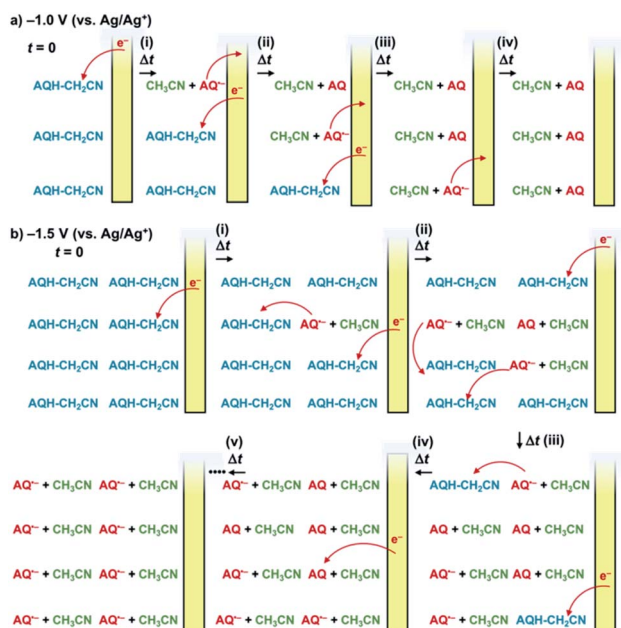 a) –1.0 V (vs. Ag/Ag⁺)
t = 0
e⁻
(i)
Δt
(ii)
Δt
(iii)
Δt
(iv)
Δt
AQH-CH₂CN
CH₃CN + AQ•⁻
e⁻
CH₃CN + AQ
CH₃CN + AQ
CH₃CN + AQ
AQH-CH₂CN
AQH-CH₂CN
CH₃CN + AQ•⁻
e⁻
CH₃CN + AQ
CH₃CN + AQ
AQH-CH₂CN
AQH-CH₂CN
AQH-CH₂CN
CH₃CN + AQ•⁻
CH₃CN + AQ
b) –1.5 V (vs. Ag/Ag⁺)
t = 0
(i)
Δt
(ii)
Δt
e⁻
AQH-CH₂CN AQH-CH₂CN
e⁻
AQH-CH₂CN AQH-CH₂CN
AQH-CH₂CN AQH-CH₂CN
AQH-CH₂CN AQH-CH₂CN
AQH-CH₂CN AQ•⁻ + CH₃CN
e⁻
AQ•⁻ + CH₃CN AQ + CH₃CN
AQH-CH₂CN AQH-CH₂CN
AQH-CH₂CN AQH-CH₂CN
AQH-CH₂CN AQ•⁻ + CH₃CN
AQH-CH₂CN AQH-CH₂CN
AQH-CH₂CN AQH-CH₂CN
AQH-CH₂CN AQH-CH₂CN
(v)
Δt
(iv)
Δt
Δt (iii)
AQ•⁻ + CH₃CN AQ•⁻ + CH₃CN
AQ•⁻ + CH₃CN AQ + CH₃CN
AQH-CH₂CN AQ•⁻ + CH₃CN
AQ•⁻ + CH₃CN AQ•⁻ + CH₃CN
AQ + CH₃CN AQ + CH₃CN
e⁻
AQ + CH₃CN AQ + CH₃CN
AQ•⁻ + CH₃CN AQ•⁻ + CH₃CN
AQ•⁻ + CH₃CN AQ + CH₃CN
AQ•⁻ + CH₃CN AQ + CH₃CN
e⁻
AQ•⁻ + CH₃CN AQ•⁻ + CH₃CN
AQ•⁻ + CH₃CN AQ•⁻ + CH₃CN
AQ•⁻ + CH₃CN AQH-CH₂CN